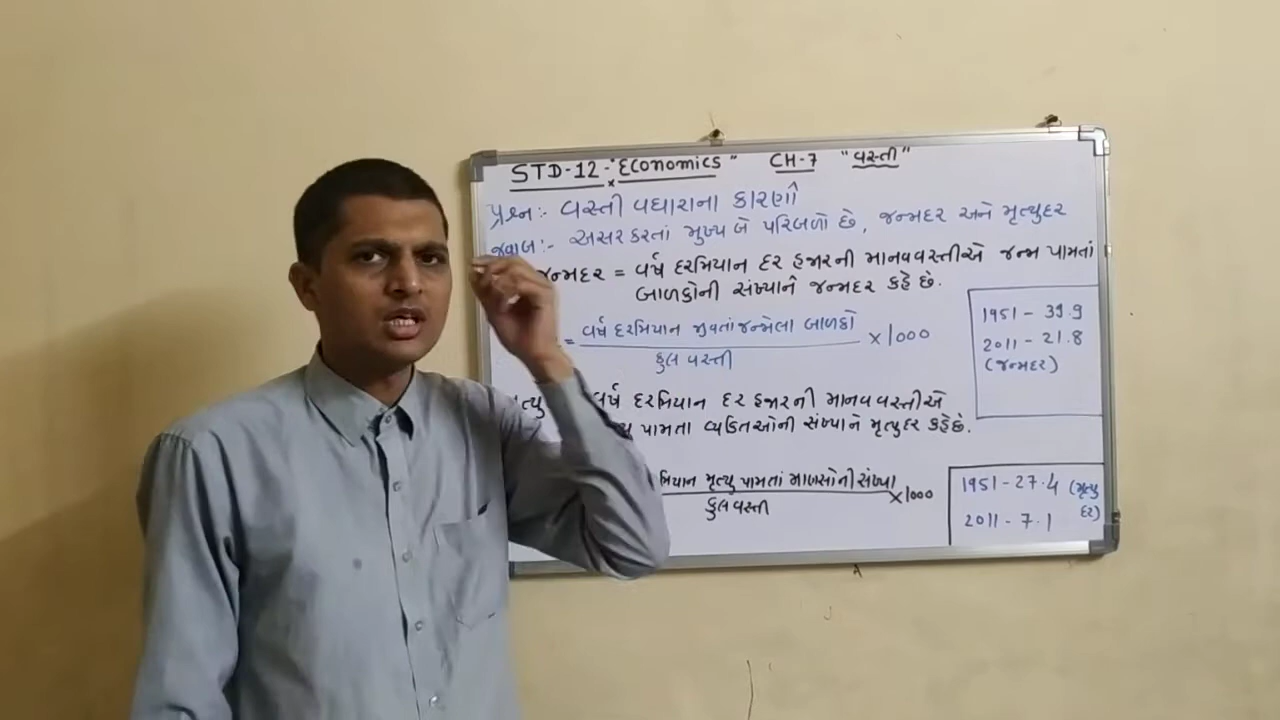 STD-12 - "Economics" CH-7 "વસ્તી"
પ્રશ્ન:- વસ્તી વધારાના કારણો
જવાબ:- અસરકરતાં મુખ્ય બે પરિબળો છે, જન્મદર અને મૃત્યુદર
જન્મદર = વર્ષ દરમિયાન દર હજારની માનવવસ્તીએ જન્મ પામતાં
બાળકોની સંખ્યાને જન્મદર કહે છે.
= વર્ષ દરમિયાન જીવતાં જન્મેલા બાળકો
કુલ વસ્તી
× 1000
1951 - 39.9
2011 - 21.8
(જન્મદર)
વર્ષ દરમિયાન દર હજારની માનવવસ્તીએ
પામતા વ્યક્તિઓની સંખ્યાને મૃત્યુદર કહેછે.
મૃત્યુ પામતાં માણસોની સંખ્યા
કુલ વસ્તી
×1000
1951 - 27.4 (મૃત્યુ
દર)
2011 - 7.1